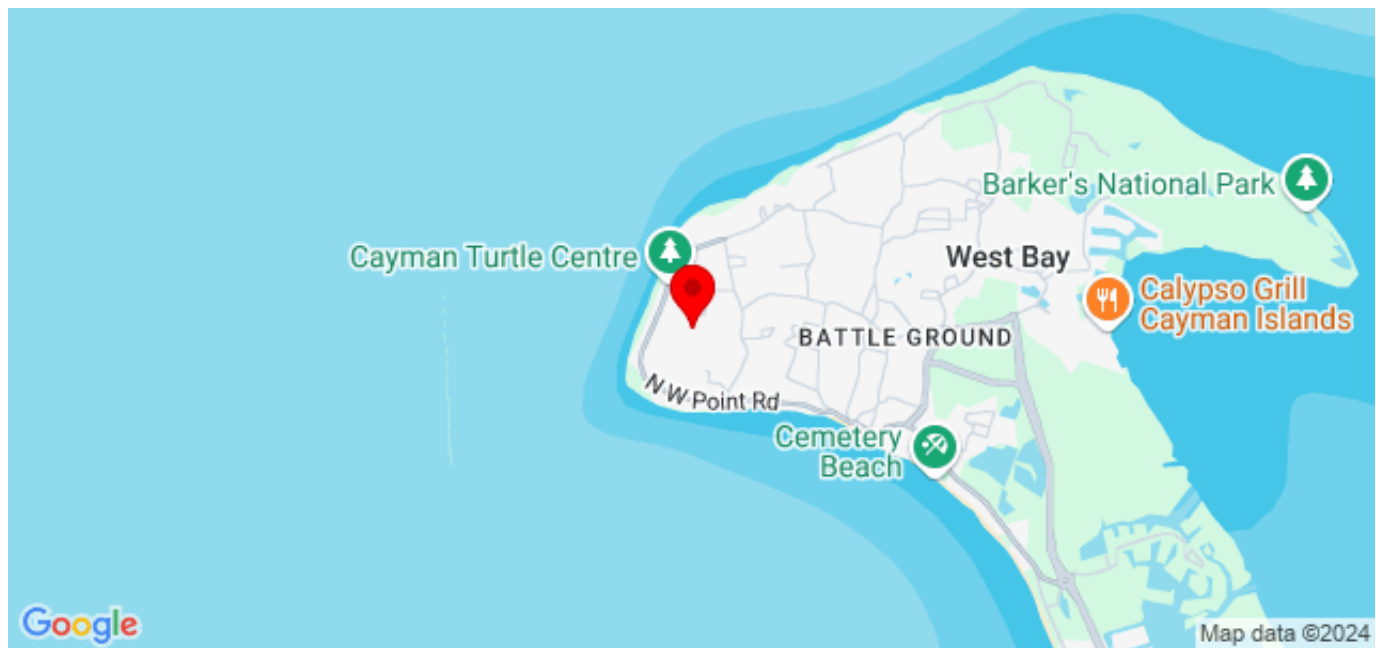 Barker's National Park
Cayman Turtle Centre
West Bay
Calypso Grill
Cayman Islands
BATTLE GROUND
N W Point Rd
Cemetery
Beach
Google
Map data ©2024